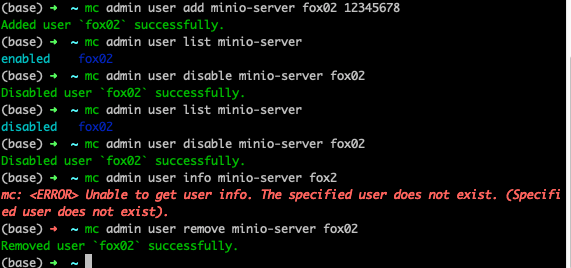 (base) ➜  ~ mc admin user add minio-server fox02 12345678
Added user `fox02` successfully.
(base) ➜  ~ mc admin user list minio-server
enabled    fox02
(base) ➜  ~ mc admin user disable minio-server fox02
Disabled user `fox02` successfully.
(base) ➜  ~ mc admin user list minio-server
disabled   fox02
(base) ➜  ~ mc admin user disable minio-server fox02
Disabled user `fox02` successfully.
(base) ➜  ~ mc admin user info minio-server fox2
mc: <ERROR> Unable to get user info. The specified user does not exist. (Specifi
ed user does not exist).
(base) ➜  ~ mc admin user remove minio-server fox02
Removed user `fox02` successfully.
(base) ➜  ~